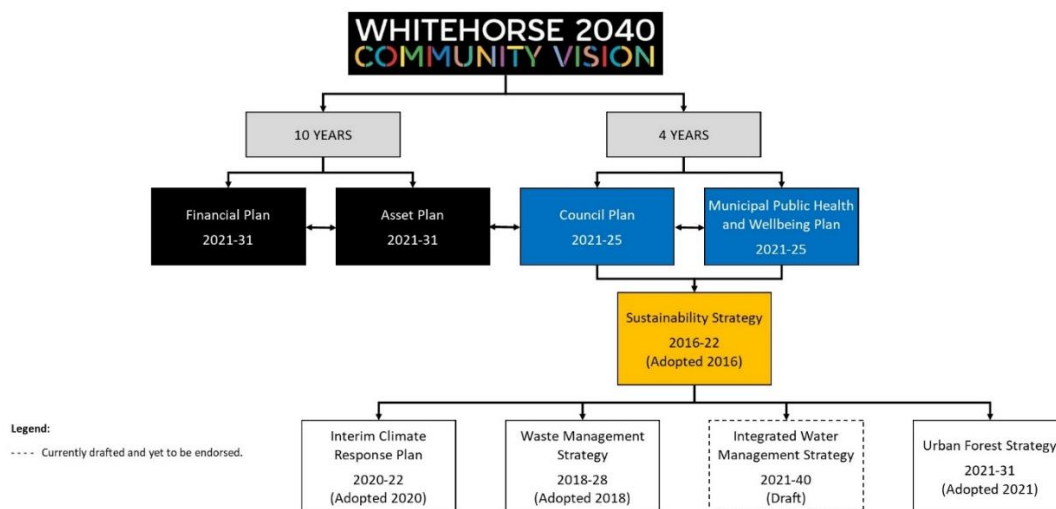 WHITEHORSE 2040
COMMUNITY VISION
10 YEARS
4 YEARS
Financial Plan
2021-31
Asset Plan
2021-31
Council Plan
2021-25
Municipal Public Health
and Wellbeing Plan
2021-25
Sustainability Strategy
2016-22
(Adopted 2016)
Legend:
---- Currently drafted and yet to be endorsed.
Interim Climate
Response Plan
2020-22
(Adopted 2020)
Waste Management
Strategy
2018-28
(Adopted 2018)
Integrated Water
Management Strategy
2021-40
(Draft)
Urban Forest Strategy
2021-31
(Adopted 2021)